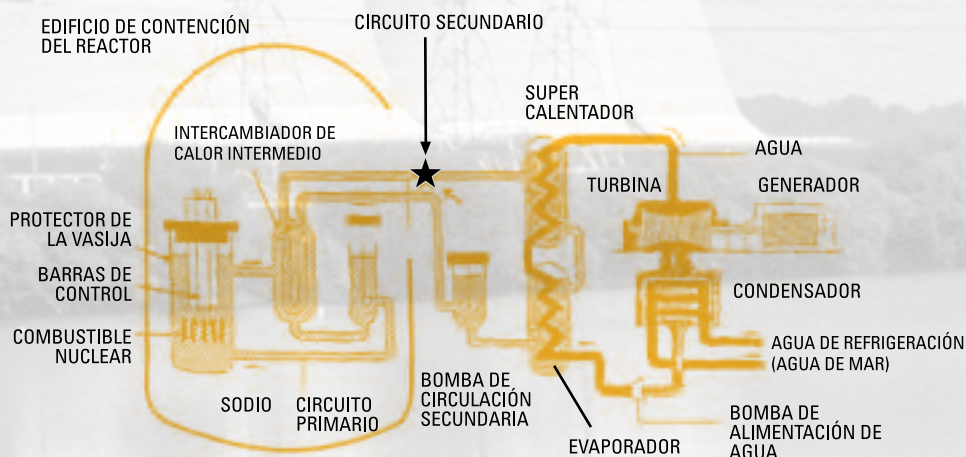 EDIFICIO DE CONTENCIÓN
DEL REACTOR
CIRCUITO SECUNDARIO
SUPER
CALENTADOR
INTERCAMBIADOR DE
CALOR INTERMEDIO
AGUA
TURBINA
GENERADOR
PROTECTOR DE
LA VASIJA
BARRAS DE
CONTROL
CONDENSADOR
COMBUSTIBLE
NUCLEAR
AGUA DE REFRIGERACIÓN
(AGUA DE MAR)
SODIO
CIRCUITO
PRIMARIO
BOMBA DE
CIRCULACIÓN
SECUNDARIA
EVAPORADOR
BOMBA DE
ALIMENTACIÓN DE
AGUA